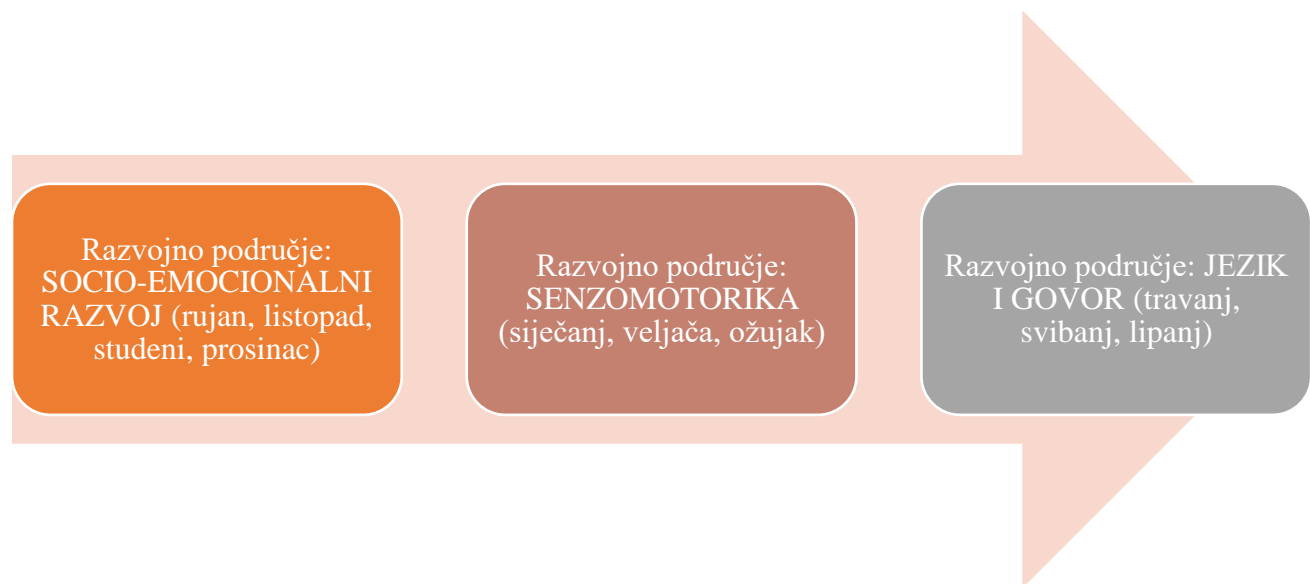 Razvojno područje:
SOCIO-EMOCIONALNI
RAZVOJ (rujan, listopad,
studeni, prosinac)
Razvojno područje:
SENZOMOTORIKA
(siječanj, veljača, ožujak)
Razvojno područje: JEZIK
I GOVOR (travanj,
svibanj, lipanj)